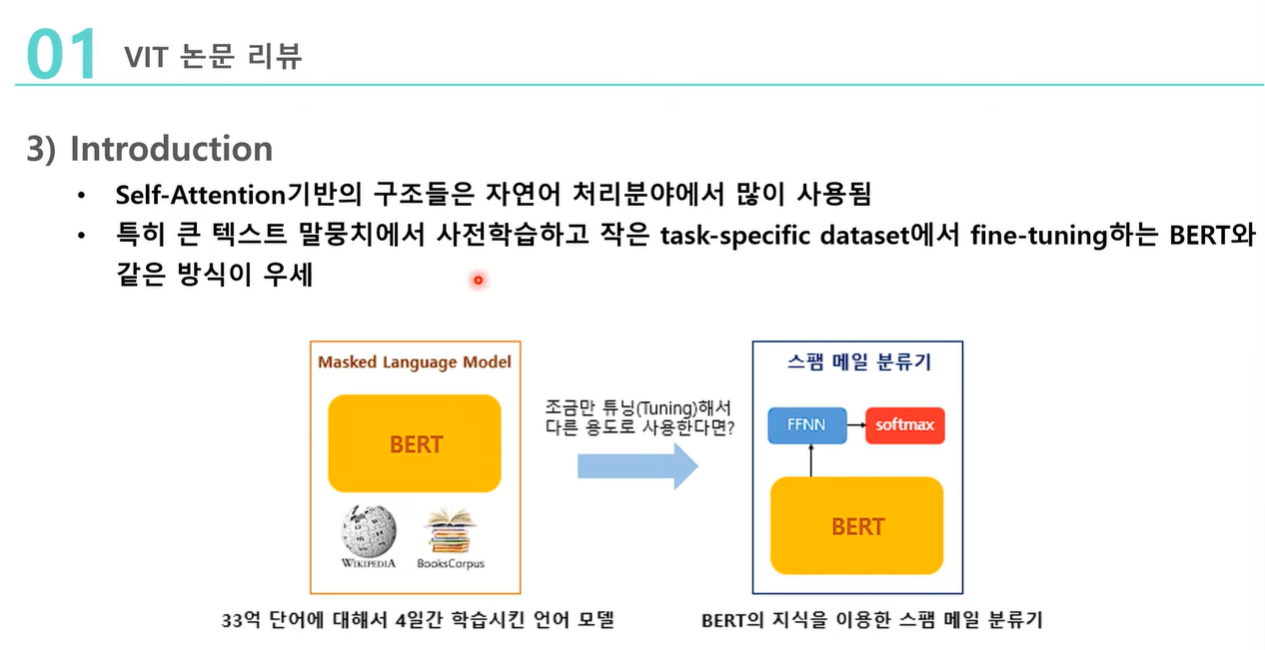 01 VIT 논문 리뷰
3) Introduction
• Self-Attention기반의 구조들은 자연어 처리분야에서 많이 사용됨
• 특히 큰 텍스트 말뭉치에서 사전학습하고 작은 task-specific dataset에서 fine-tuning하는 BERT와
같은 방식이 우세
Masked Language Model
BERT
WIKIPEDIA
BooksCorpus
33억 단어에 대해서 4일간 학습시킨 언어 모델
조금만 튜닝(Tuning)해서
다른 용도로 사용한다면?
스팸 메일 분류기
FFNN
softmax
BERT
BERT의 지식을 이용한 스팸 메일 분류기